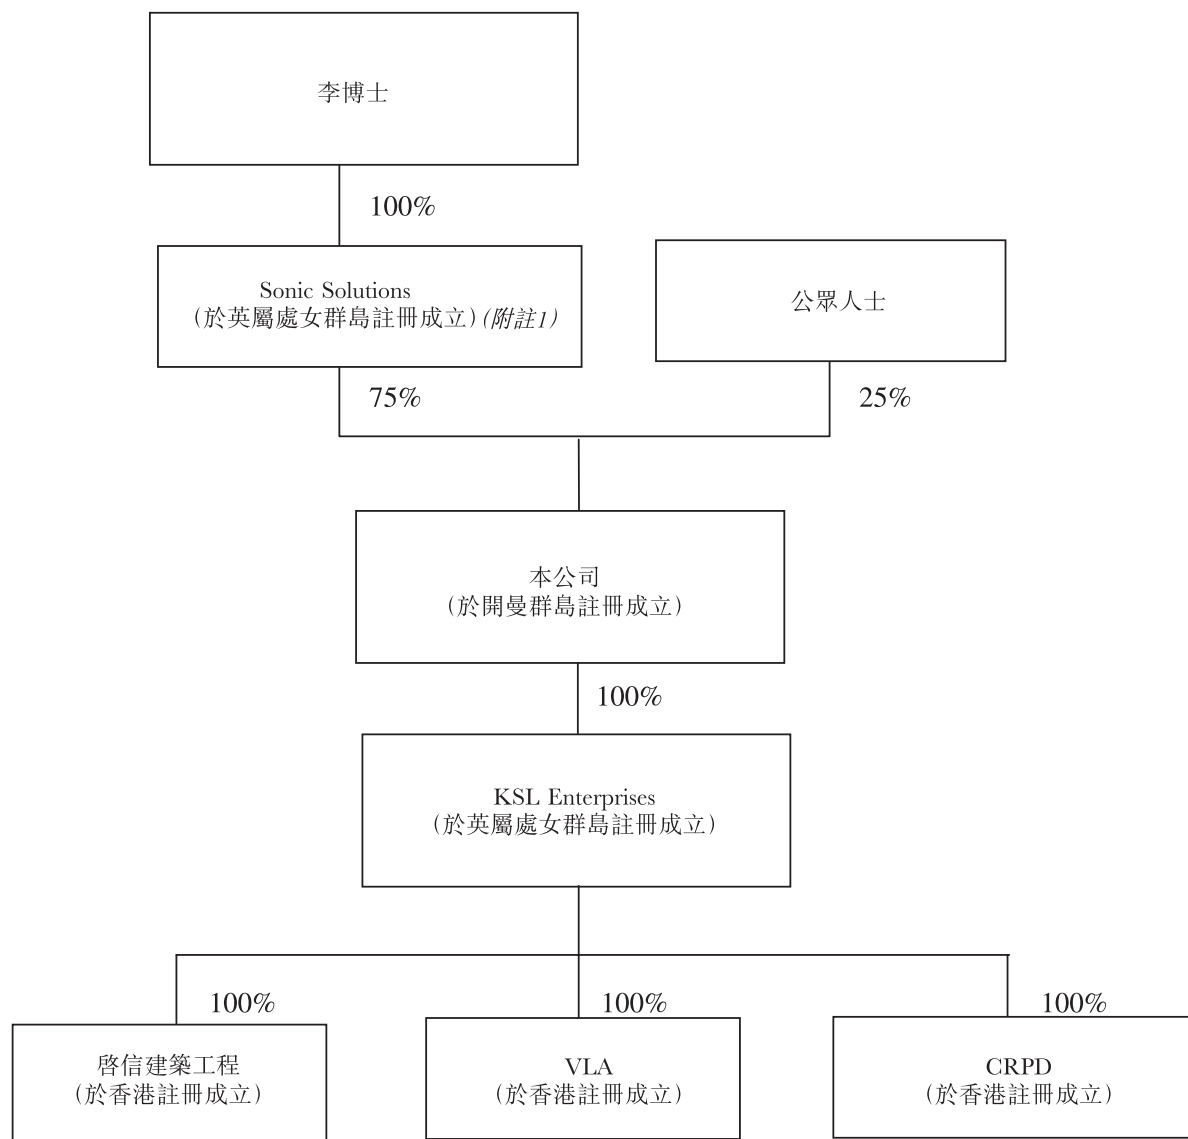 李博士
100%
Sonic Solutions
(於英屬處女群島註冊成立)(附註1)
公眾人士
75%
25%
本公司
(於開曼群島註冊成立)
100%
KSL Enterprises
(於英屬處女群島註冊成立)
100%
100%
100%
啓信建築工程
(於香港註冊成立)
VLA
(於香港註冊成立)
CRPD
(於香港註冊成立)